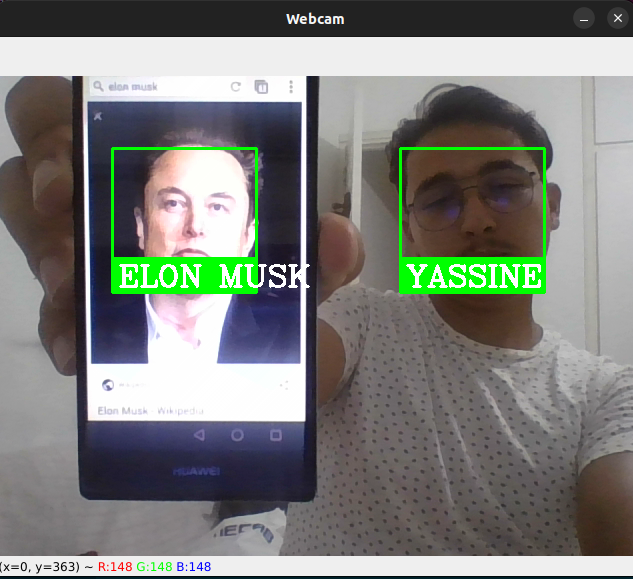 Webcam
elon musk
ELON MUSK
YASSINE
Elon Musk - Wikipedia
HUAWEI
(x=0, y=363) ~ R:148 G:148 B:148